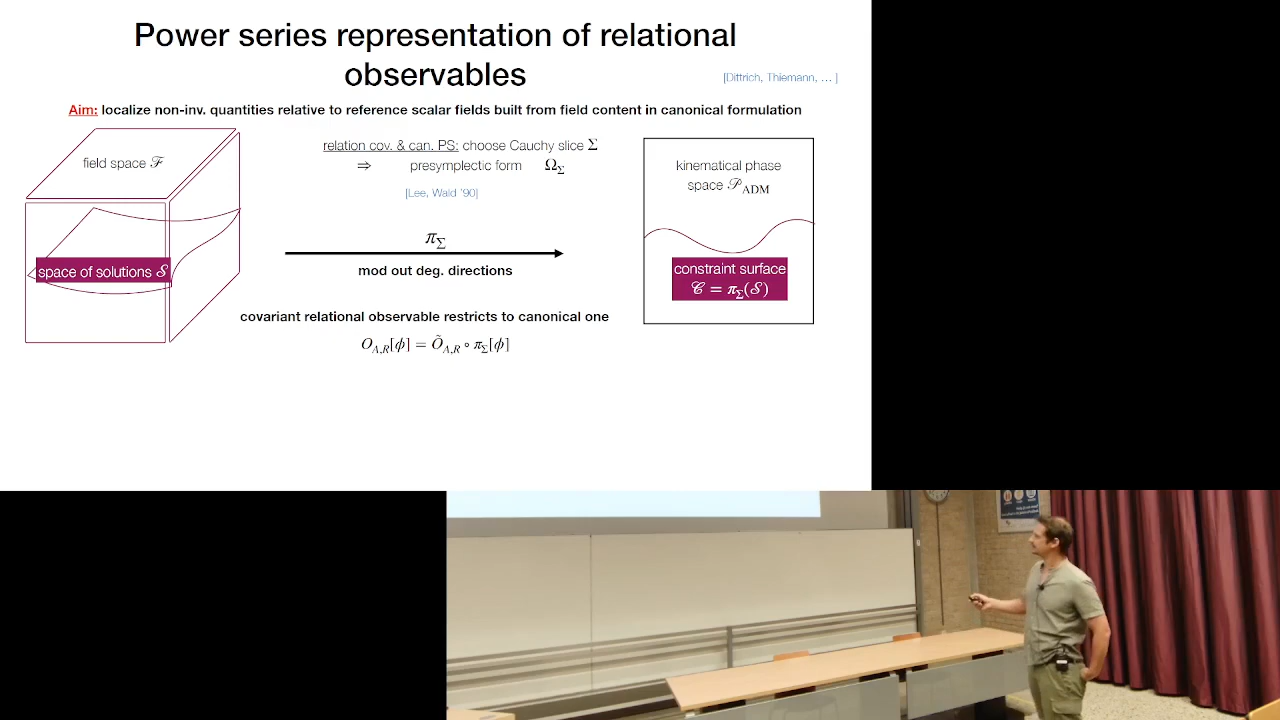 Power series representation of relational
observables
[Dittrich, Thiemann, ... ]
Aim: localize non-inv. quantities relative to reference scalar fields built from field content in canonical formulation
field space ℱ
space of solutions 𝒮
relation cov. & can. PS: choose Cauchy slice Σ
⇒ presymplectic form Ω_Σ
[Lee, Wald '90]
π_Σ
mod out deg. directions
covariant relational observable restricts to canonical one
O_{A,R}[ϕ] = Õ_{A,R} ∘ π_Σ[ϕ]
kinematical phase
space 𝒫_ADM
constraint surface
𝒞 = π_Σ(𝒮)